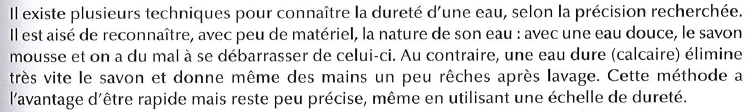 Il existe plusieurs techniques pour connaître la dureté d'une eau, selon la précision recherchée.
Il est aisé de reconnaître, avec peu de matériel, la nature de son eau : avec une eau douce, le savon
mousse et on a du mal à se débarrasser de celui-ci. Au contraire, une eau dure (calcaire) élimine
très vite le savon et donne même des mains un peu rêches après lavage. Cette méthode a
l'avantage d'être rapide mais reste peu précise, même en utilisant une échelle de dureté.